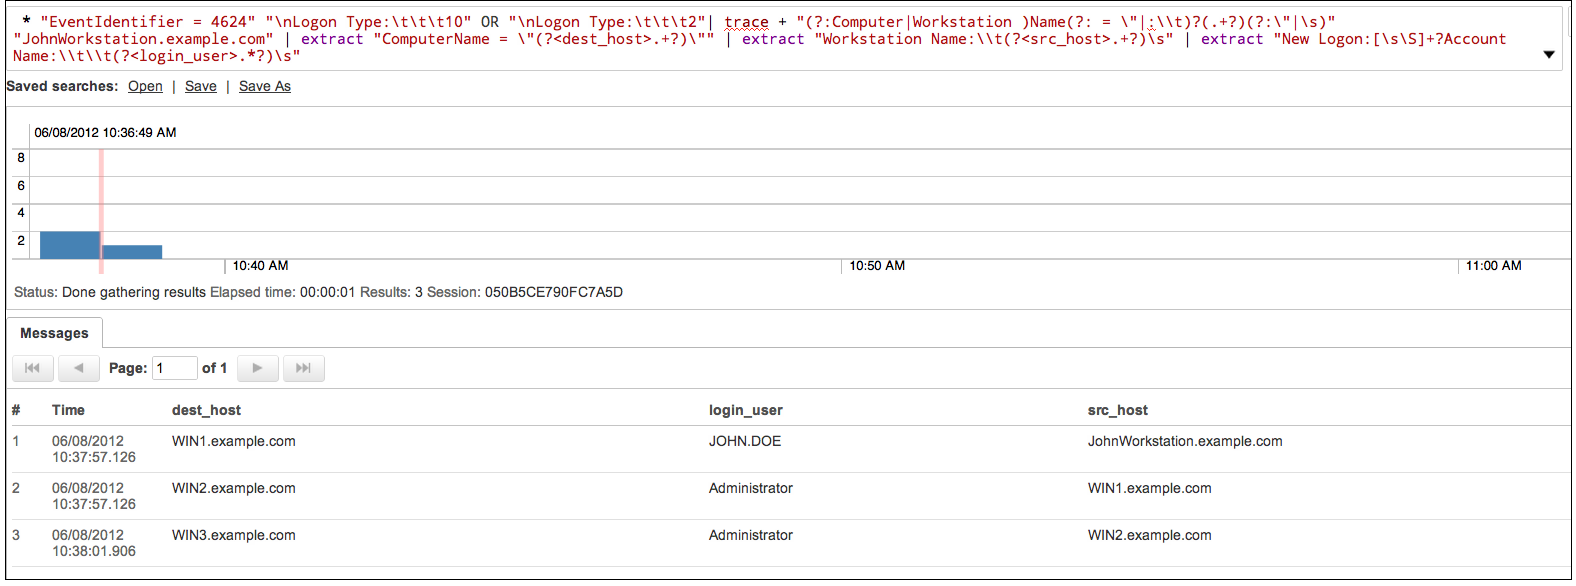 * "EventIdentifier = 4624" "\nLogon Type:\t\t\t10" OR "\nLogon Type:\t\t\t2"| trace + "(?:Computer|Workstation )Name(?: = \"|:\\t)?(.+?)(?:\"|\s)"
"JohnWorkstation.example.com" | extract "ComputerName = \"(?<dest_host>.+?)\"" | extract "Workstation Name:\\t(?<src_host>.+?)\s" | extract "New Logon:[\s\S]+?Account
Name:\\t\\t(?<login_user>.*?)\s"
Saved searches: Open | Save | Save As
06/08/2012 10:36:49 AM
8
6
4
2
10:40 AM 10:50 AM 11:00 AM
Status: Done gathering results Elapsed time: 00:00:01 Results: 3 Session: 050B5CE790FC7A5D
Messages
Page: 1 of 1
# Time dest_host login_user src_host
1 06/08/2012 WIN1.example.com JOHN.DOE JohnWorkstation.example.com
10:37:57.126
2 06/08/2012 WIN2.example.com Administrator WIN1.example.com
10:37:57.126
3 06/08/2012 WIN3.example.com Administrator WIN2.example.com
10:38:01.906